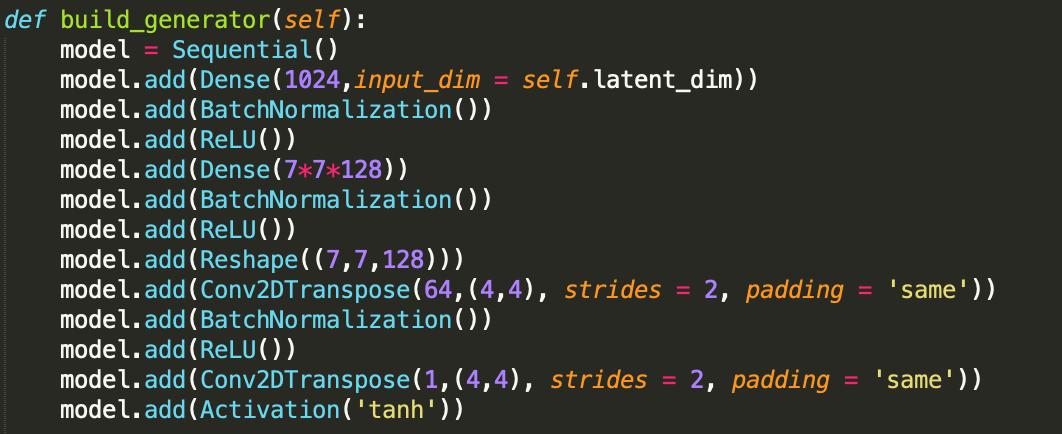 def build_generator(self):
    model = Sequential()
    model.add(Dense(1024,input_dim = self.latent_dim))
    model.add(BatchNormalization())
    model.add(ReLU())
    model.add(Dense(7*7*128))
    model.add(BatchNormalization())
    model.add(ReLU())
    model.add(Reshape((7,7,128)))
    model.add(Conv2DTranspose(64,(4,4), strides = 2, padding = 'same'))
    model.add(BatchNormalization())
    model.add(ReLU())
    model.add(Conv2DTranspose(1,(4,4), strides = 2, padding = 'same'))
    model.add(Activation('tanh'))